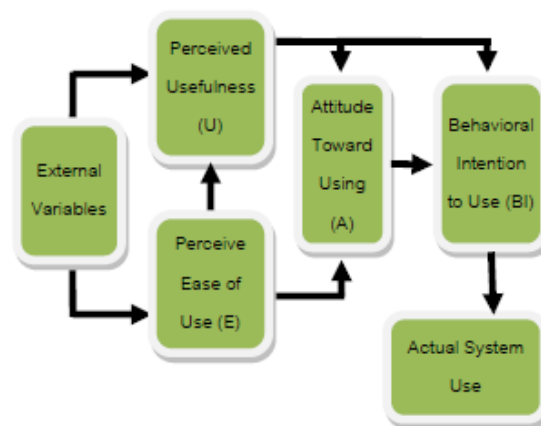 External
Variables
Perceived
Usefulness
(U)
Perceive
Ease of
Use (E)
Attitude
Toward
Using
(A)
Behavioral
Intention
to Use (BI)
Actual System
Use